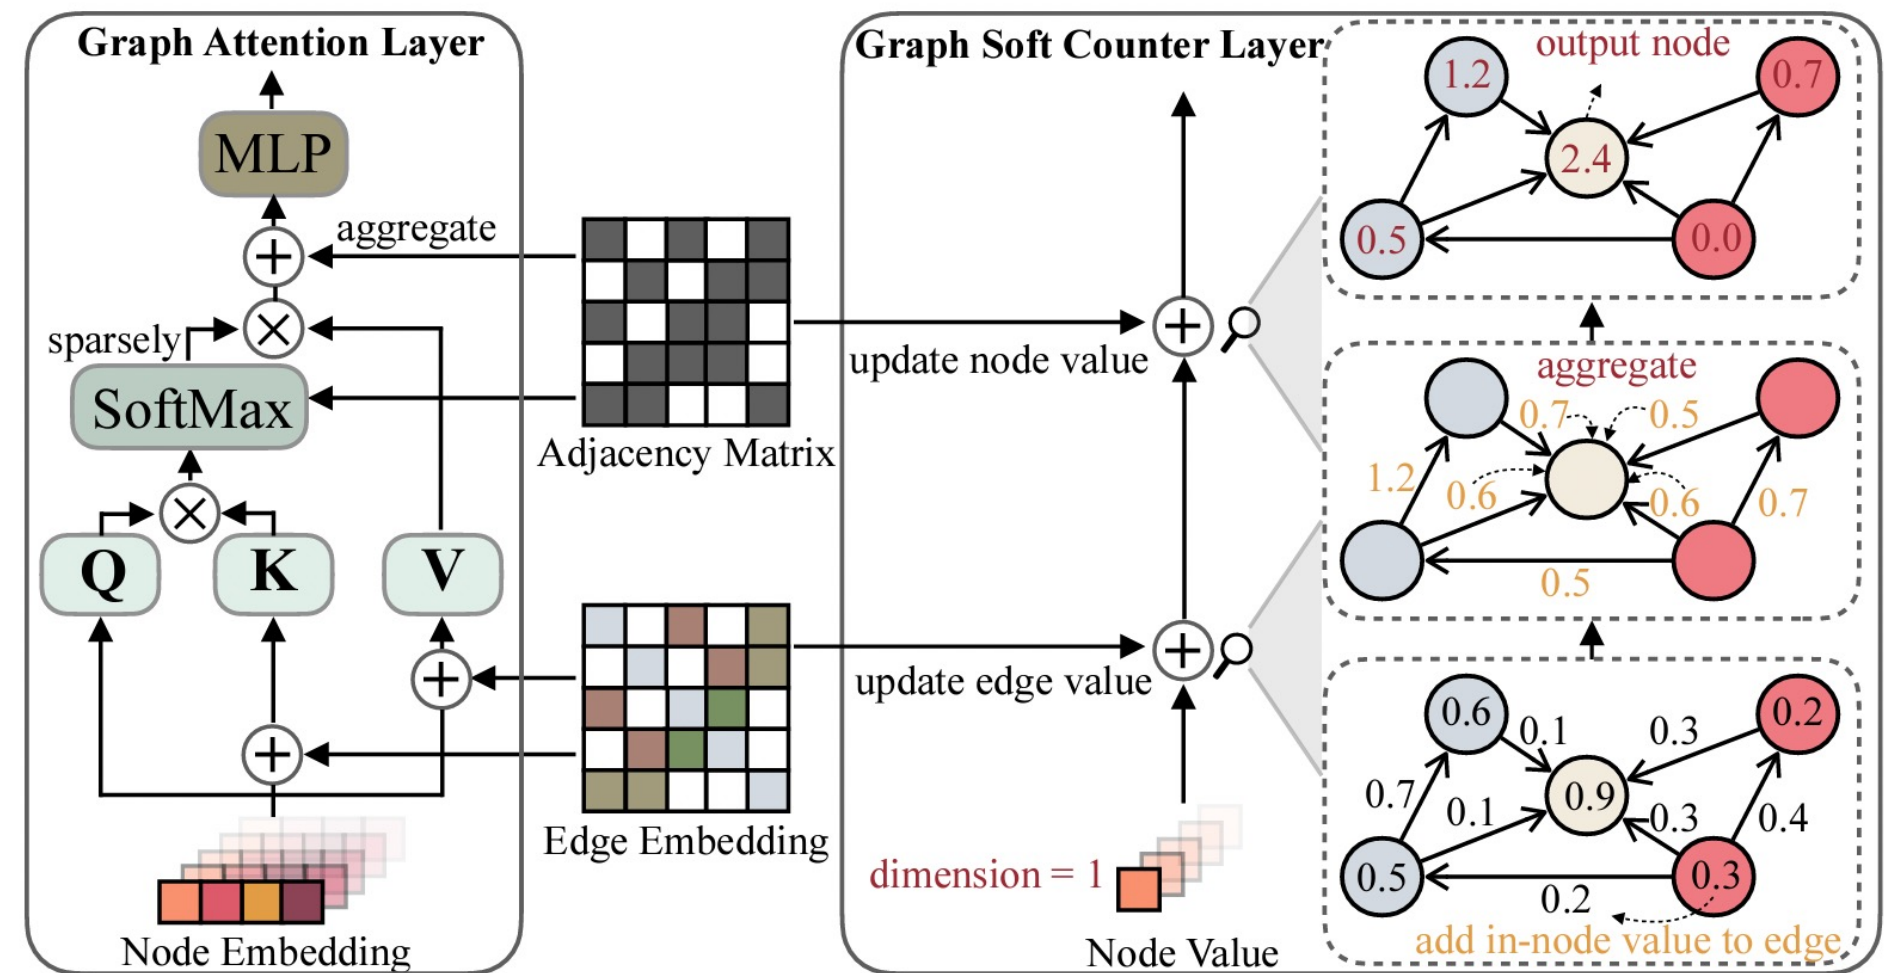 Graph Attention Layer
MLP
aggregate
sparsely
SoftMax
Q
K
V
Node Embedding
Adjacency Matrix
Edge Embedding
Graph Soft Counter Layer
update node value
update edge value
dimension = 1
Node Value
output node
1.2
0.7
2.4
0.5
0.0
aggregate
0.7
0.5
1.2
0.6
0.6
0.7
0.5
0.6
0.1
0.3
0.2
0.9
0.7
0.1
0.3
0.4
0.5
0.3
0.2
add in-node value to edge